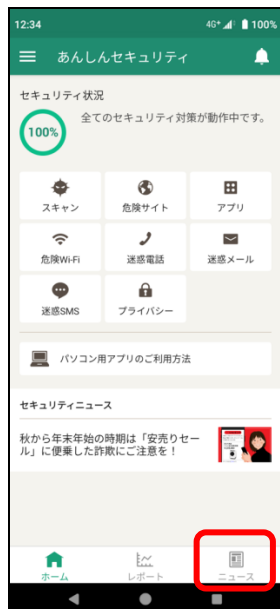 12:34
4G+ 100%
あんしんセキュリティ
セキュリティ状況
100%
全てのセキュリティ対策が動作中です。
スキャン
危険サイト
アプリ
危険Wi-Fi
迷惑電話
迷惑メール
迷惑SMS
プライバシー
パソコン用アプリのご利用方法
セキュリティニュース
秋から年末年始の時期は「安売りセー
ル」に便乗した詐欺にご注意を！
ホーム
レポート
ニュース